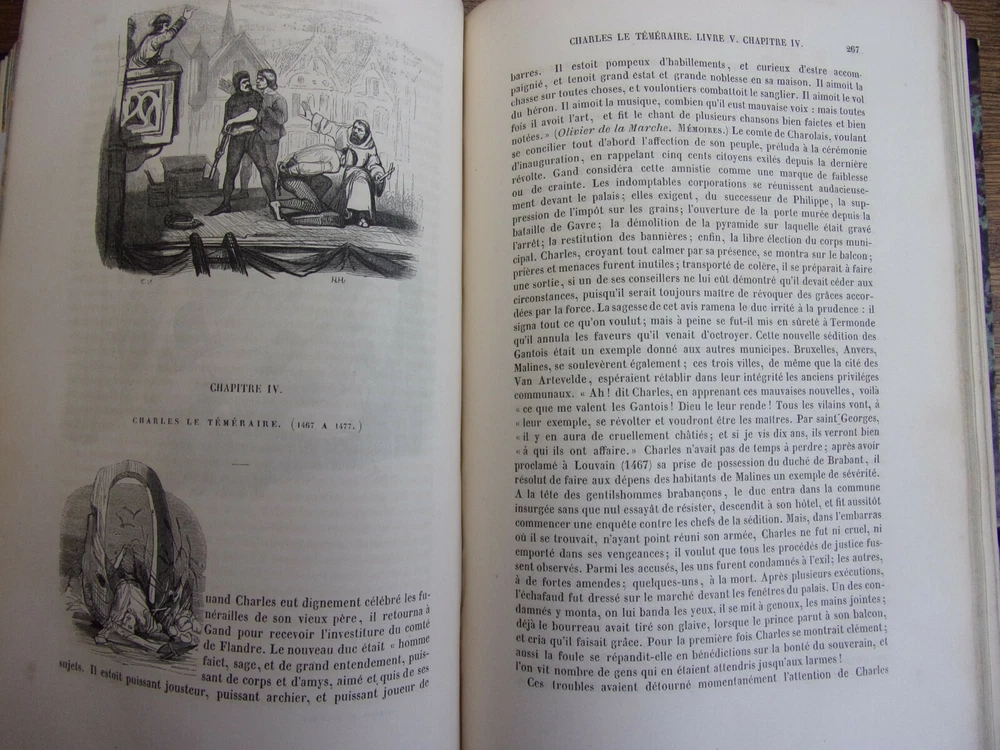 CHAPITRE IV.
CHARLES LE TÉMÉRAIRE. (1467 A 1477.)
uand Charles eut dignement célébré les fu-
nérailles de son vieux père, il retourna à
Gand pour recevoir l'investiture du comté
de Flandre. Le nouveau duc était « homme
faict, sage, et de grand entendement, puis-
sant de corps et d'amys, aimé et quis de ses
sujets. Il estoit puissant jousteur, puissant archier, et puissant joueur de
CHARLES LE TÉMÉRAIRE. LIVRE V. CHAPITRE IV. 267
barres. Il estoit pompeux d'habillements, et curieux d'estre accom-
paignié, et tenoit grand estat et grande noblesse en sa maison. Il aimoit la
chasse sur toutes choses, et voulontiers combattoit le sanglier. Il aimoit le vol
du héron. Il aimoit la musique, combien qu'il eust mauvaise voix : mais toutes
fois il avoit l'art, et fit le chant de plusieurs chansons bien faictes et bien
notées. » (Olivier de la Marche. MÉMOIRES.) Le comte de Charolais, voulant
se concilier tout d'abord l'affection de son peuple, préluda à la cérémonie
d'inauguration, en rappelant cinq cents citoyens exilés depuis la dernière
révolte. Gand considéra cette amnistie comme une marque de faiblesse
ou de crainte. Les indomptables corporations se réunissent audacieuse-
ment devant le palais; elles exigent, du successeur de Philippe, la sup-
pression de l'impôt sur les grains; l'ouverture de la porte murée depuis la
bataille de Gavre; la démolition de la pyramide sur laquelle était gravé
l'arrêt; la restitution des bannières; enfin, la libre élection du corps muni-
cipal. Charles, croyant tout calmer par sa présence, se montra sur le balcon;
prières et menaces furent inutiles; transporté de colère, il se préparait à faire
une sortie, si un de ses conseillers ne lui eût démontré qu'il devait céder aux
circonstances, puisqu'il serait toujours maître de révoquer des grâces accor-
dées par la force. La sagesse de cet avis ramena le duc irrité à la prudence : il
signa tout ce qu'on voulut; mais à peine se fut-il mis en sûreté à Termonde
qu'il annula les faveurs qu'il venait d'octroyer. Cette nouvelle sédition des
Gantois était un exemple donné aux autres municipes. Bruxelles, Anvers,
Malines, se soulevèrent également; ces trois villes, de même que la cité des
Van Artevelde, espéraient rétablir dans leur intégrité les anciens priviléges
communaux. « Ah! dit Charles, en apprenant ces mauvaises nouvelles, voilà
« ce que me valent les Gantois! Dieu le leur rende! Tous les vilains vont, à
« leur exemple, se révolter et voudront être les maîtres. Par saint Georges,
« il y en aura de cruellement châtiés; et si je vis dix ans, ils verront bien
« à qui ils ont affaire. » Charles n'avait pas de temps à perdre; après avoir
proclamé à Louvain (1467) sa prise de possession du duché de Brabant, il
résolut de faire aux dépens des habitants de Malines un exemple de sévérité.
A la tête des gentilshommes brabançons, le duc entra dans la commune
insurgée sans que nul essayât de résister, descendit à son hôtel, et fit aussitôt
commencer une enquête contre les chefs de la sédition. Mais, dans l'embarras
où il se trouvait, n'ayant point réuni son armée, Charles ne fut ni cruel, ni
emporté dans ses vengeances; il voulut que tous les procédés de justice fus-
sent observés. Parmi les accusés, les uns furent condamnés à l'exil; les autres,
à de fortes amendes; quelques-uns, à la mort. Après plusieurs exécutions,
l'échafaud fut dressé sur le marché devant les fenêtres du palais. Un des con-
damnés y monta, on lui banda les yeux, il se mit à genoux, les mains jointes;
déjà le bourreau avait tiré son glaive, lorsque le prince parut à son balcon,
et cria qu'il faisait grâce. Pour la première fois Charles se montrait clément;
aussi la foule se répandit-elle en bénédictions sur la bonté du souverain, et
l'on vit nombre de gens qui en étaient attendris jusqu'aux larmes!
Ces troubles avaient détourné momentanément l'attention de Charles